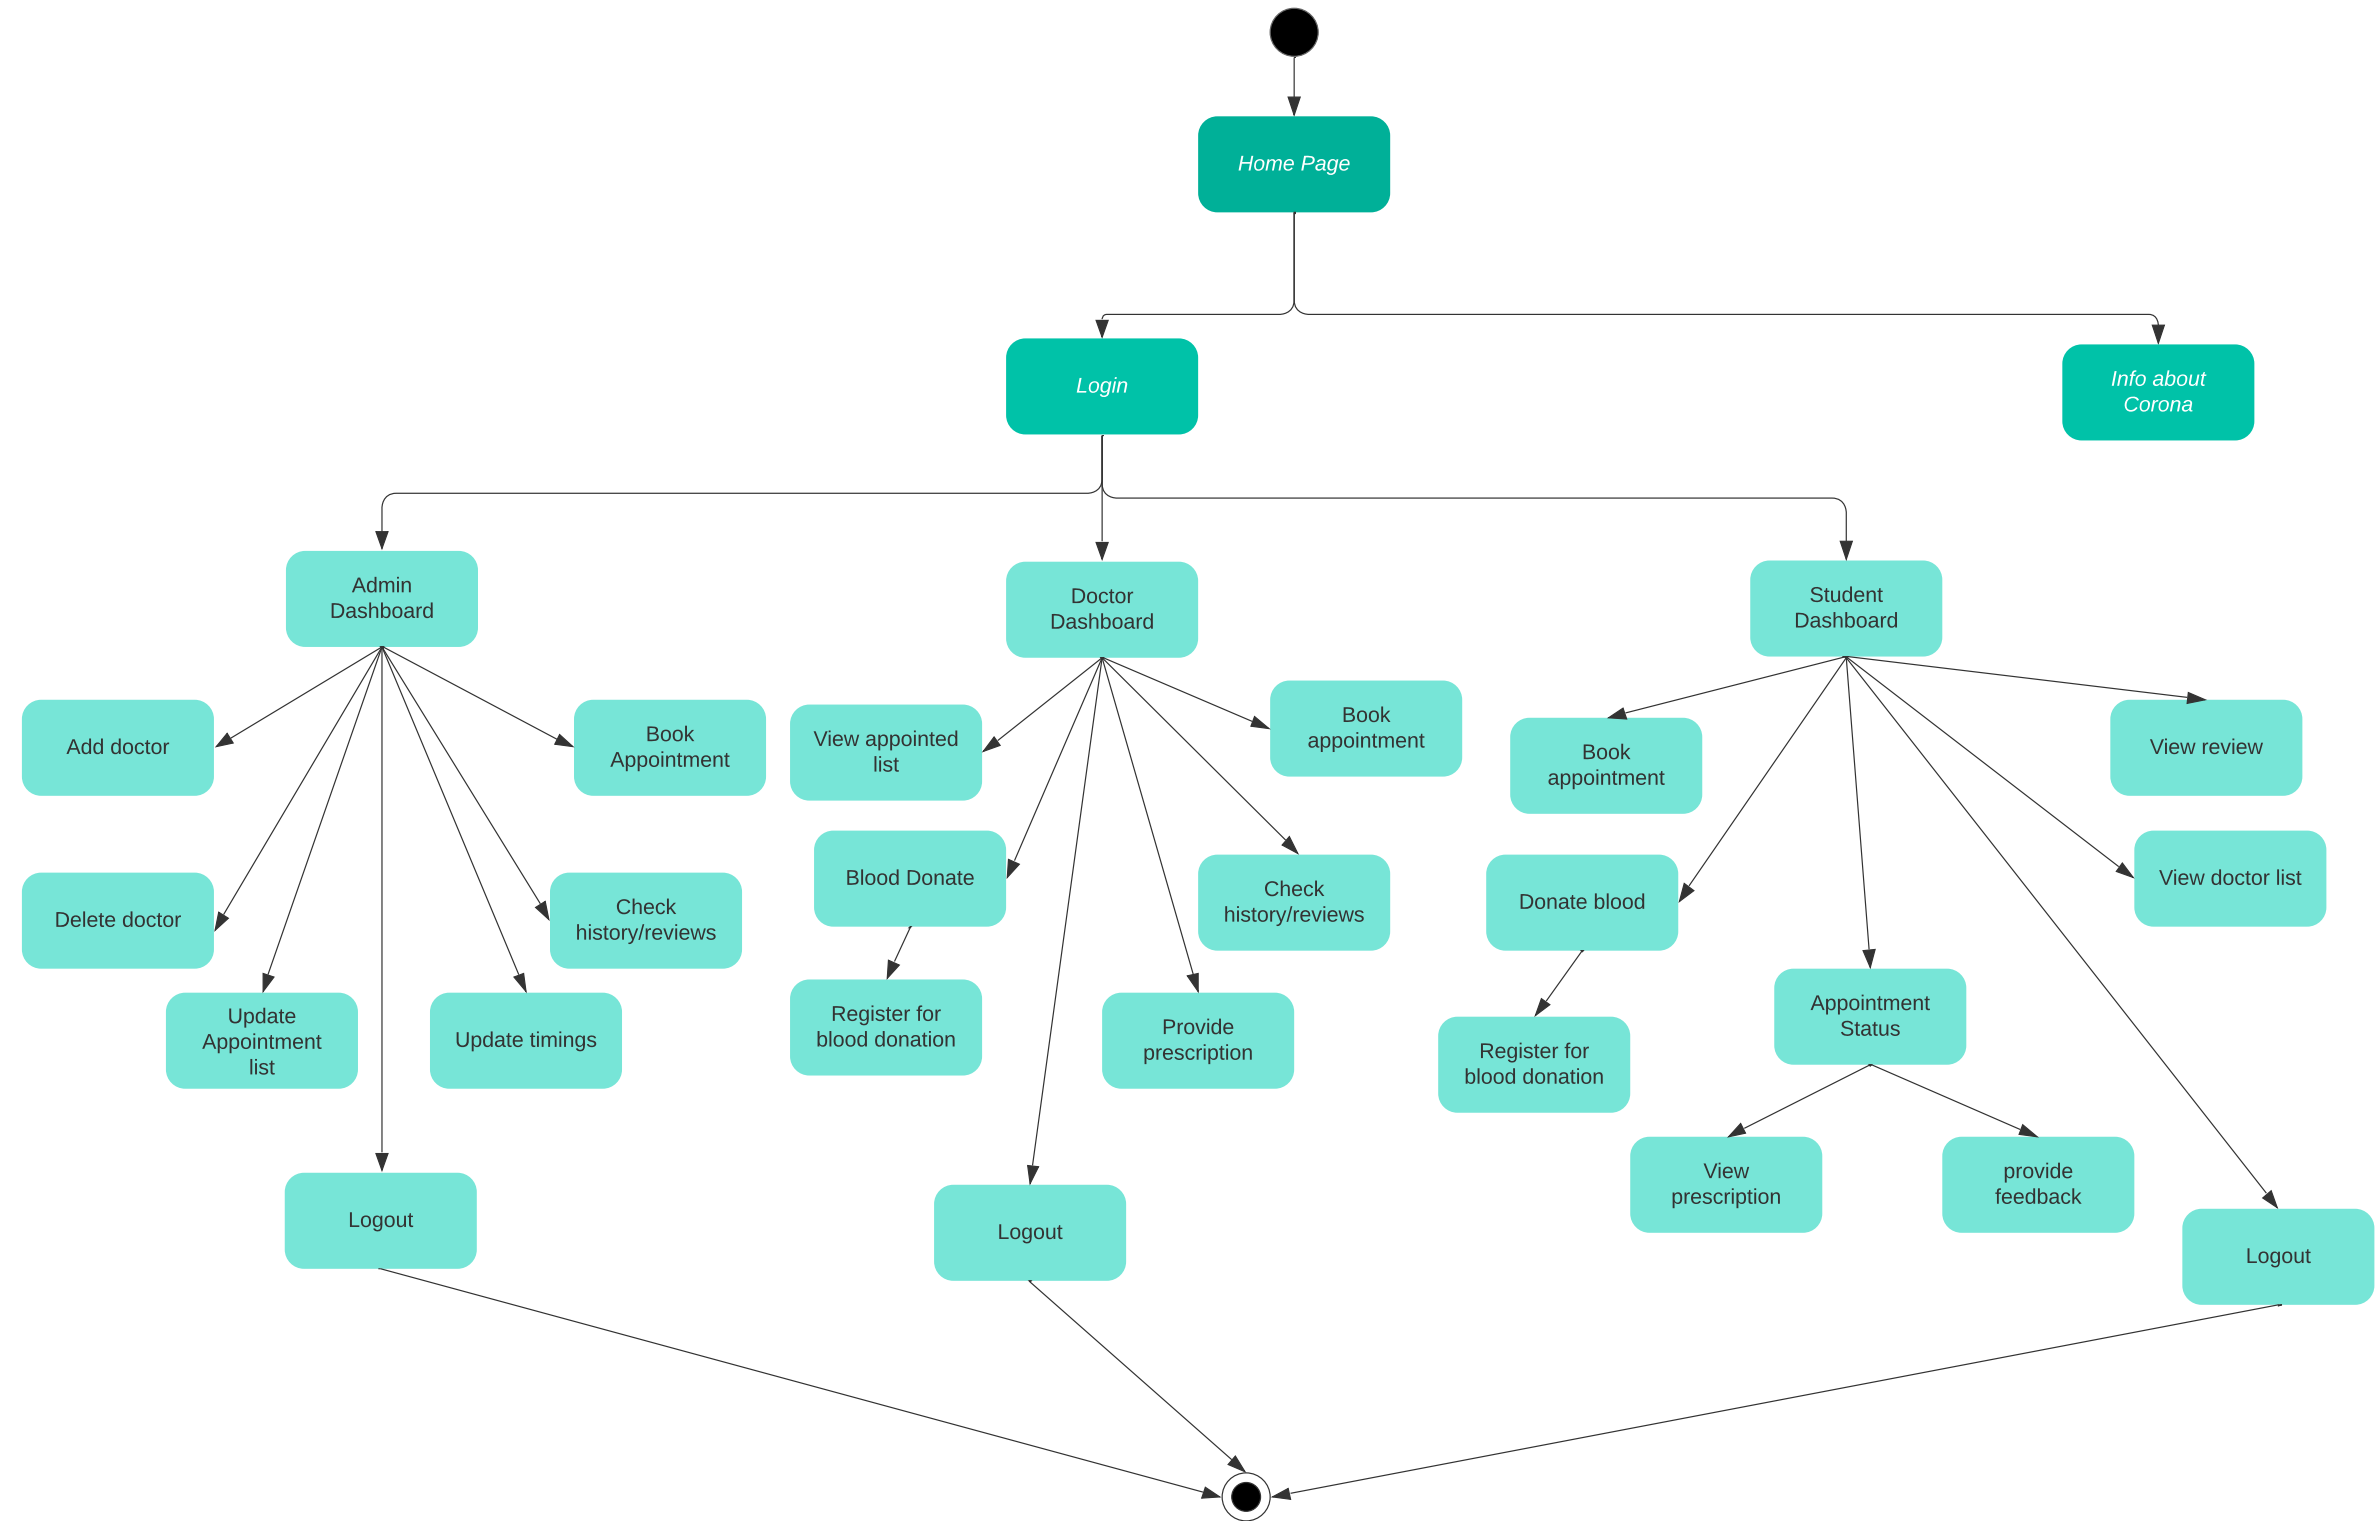 Home Page
Login
Info about
Corona
Admin
Dashboard
Doctor
Dashboard
Student
Dashboard
Add doctor
Book
Appointment
Delete doctor
Check
history/reviews
Update
Appointment
list
Update timings
Logout
View appointed
list
Book
appointment
Blood Donate
Check
history/reviews
Register for
blood donation
Provide
prescription
Logout
Book
appointment
View review
Donate blood
View doctor list
Register for
blood donation
Appointment
Status
View
prescription
provide
feedback
Logout